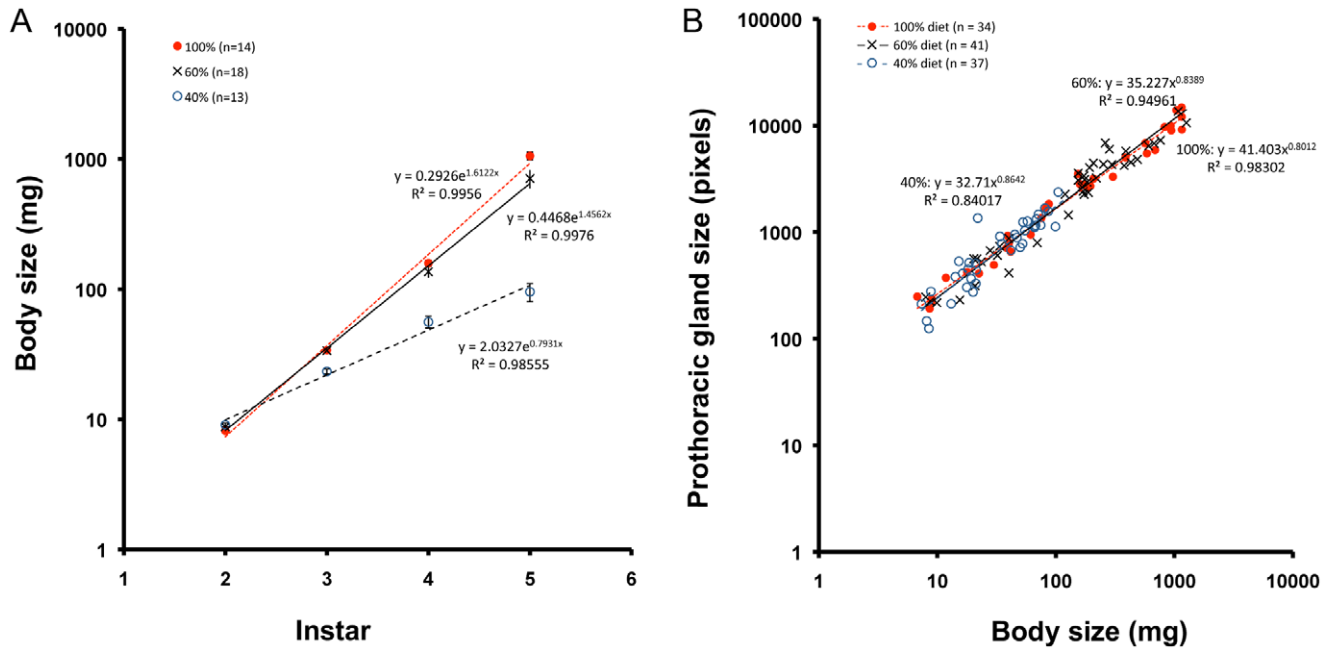 A
10000
1000
100
10
1
1
2
3
4
5
6
Body size (mg)
Instar
100% (n=14)
60% (n=18)
40% (n=13)
y = 0.2926e^1.6122x
R² = 0.9956
y = 0.4468e^1.4562x
R² = 0.9976
y = 2.0327e^0.7931x
R² = 0.98555
B
100000
10000
1000
100
10
1
1
10
100
1000
10000
Prothoracic gland size (pixels)
Body size (mg)
100% diet (n = 34)
60% diet (n = 41)
40% diet (n = 37)
60%: y = 35.227x^0.8389
R² = 0.94961
100%: y = 41.403x^0.8012
R² = 0.98302
40%: y = 32.71x^0.8642
R² = 0.84017